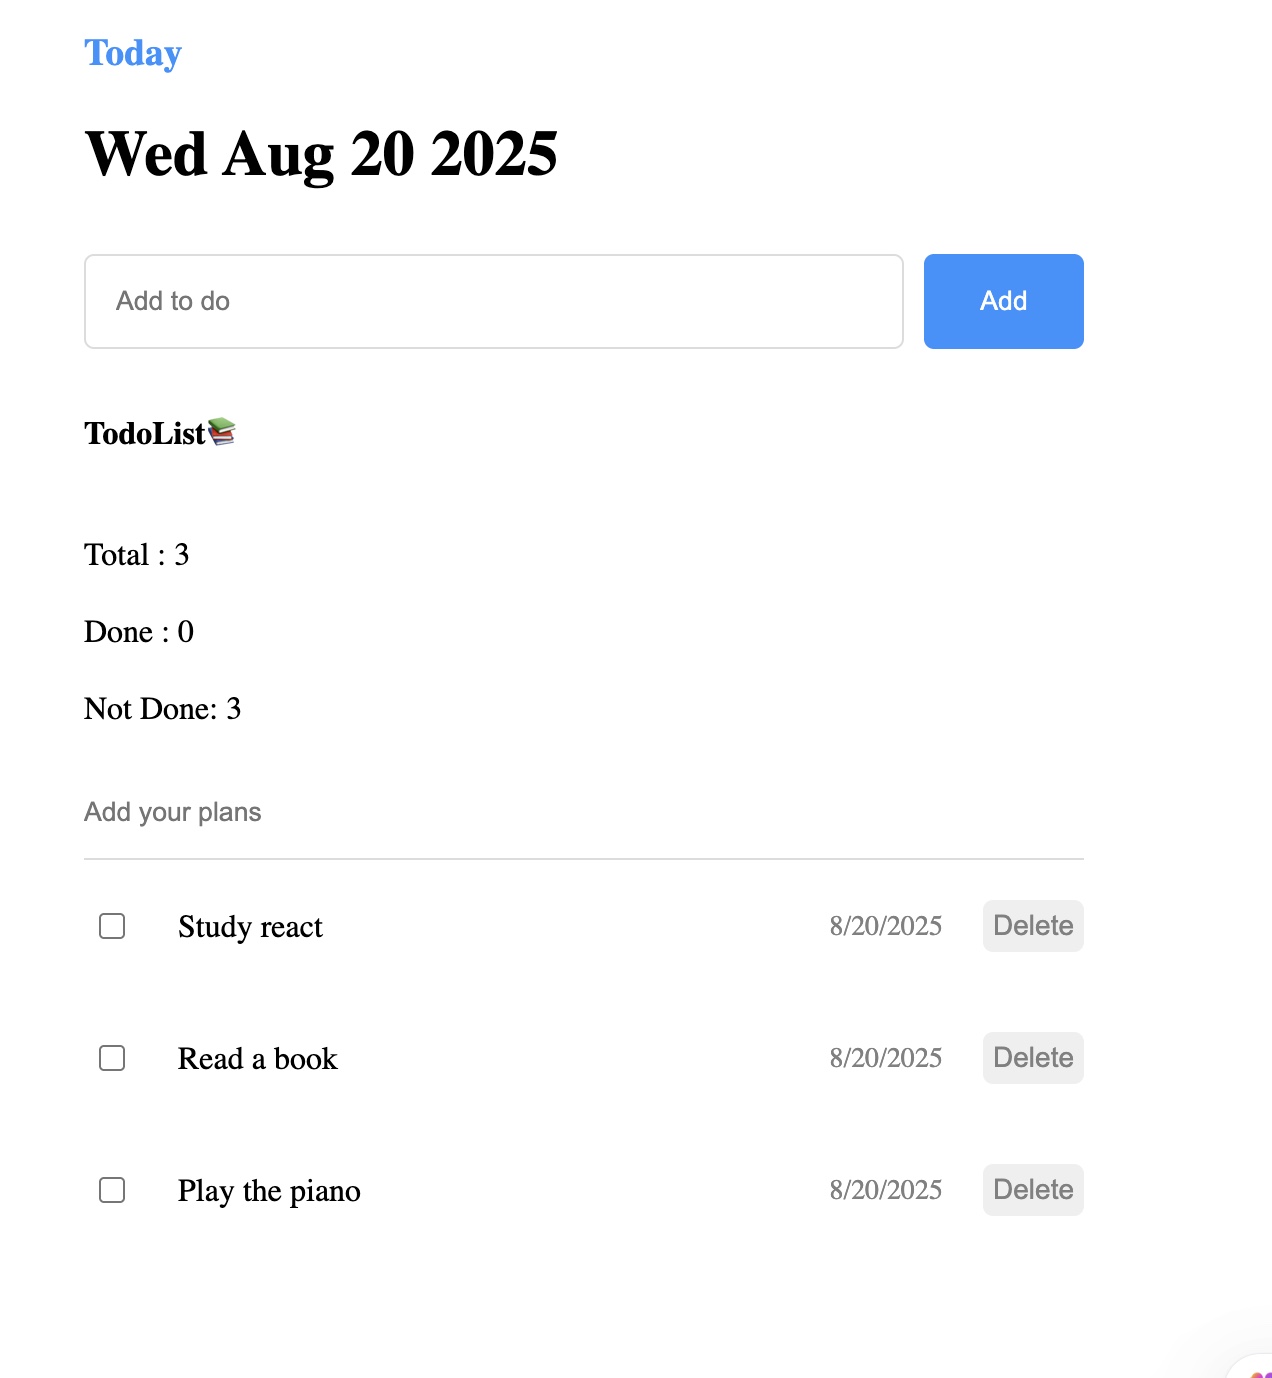 Today
Wed Aug 20 2025
Add to do
Add
TodoList📚
Total : 3
Done : 0
Not Done: 3
Add your plans
Study react 8/20/2025 Delete
Read a book 8/20/2025 Delete
Play the piano 8/20/2025 Delete